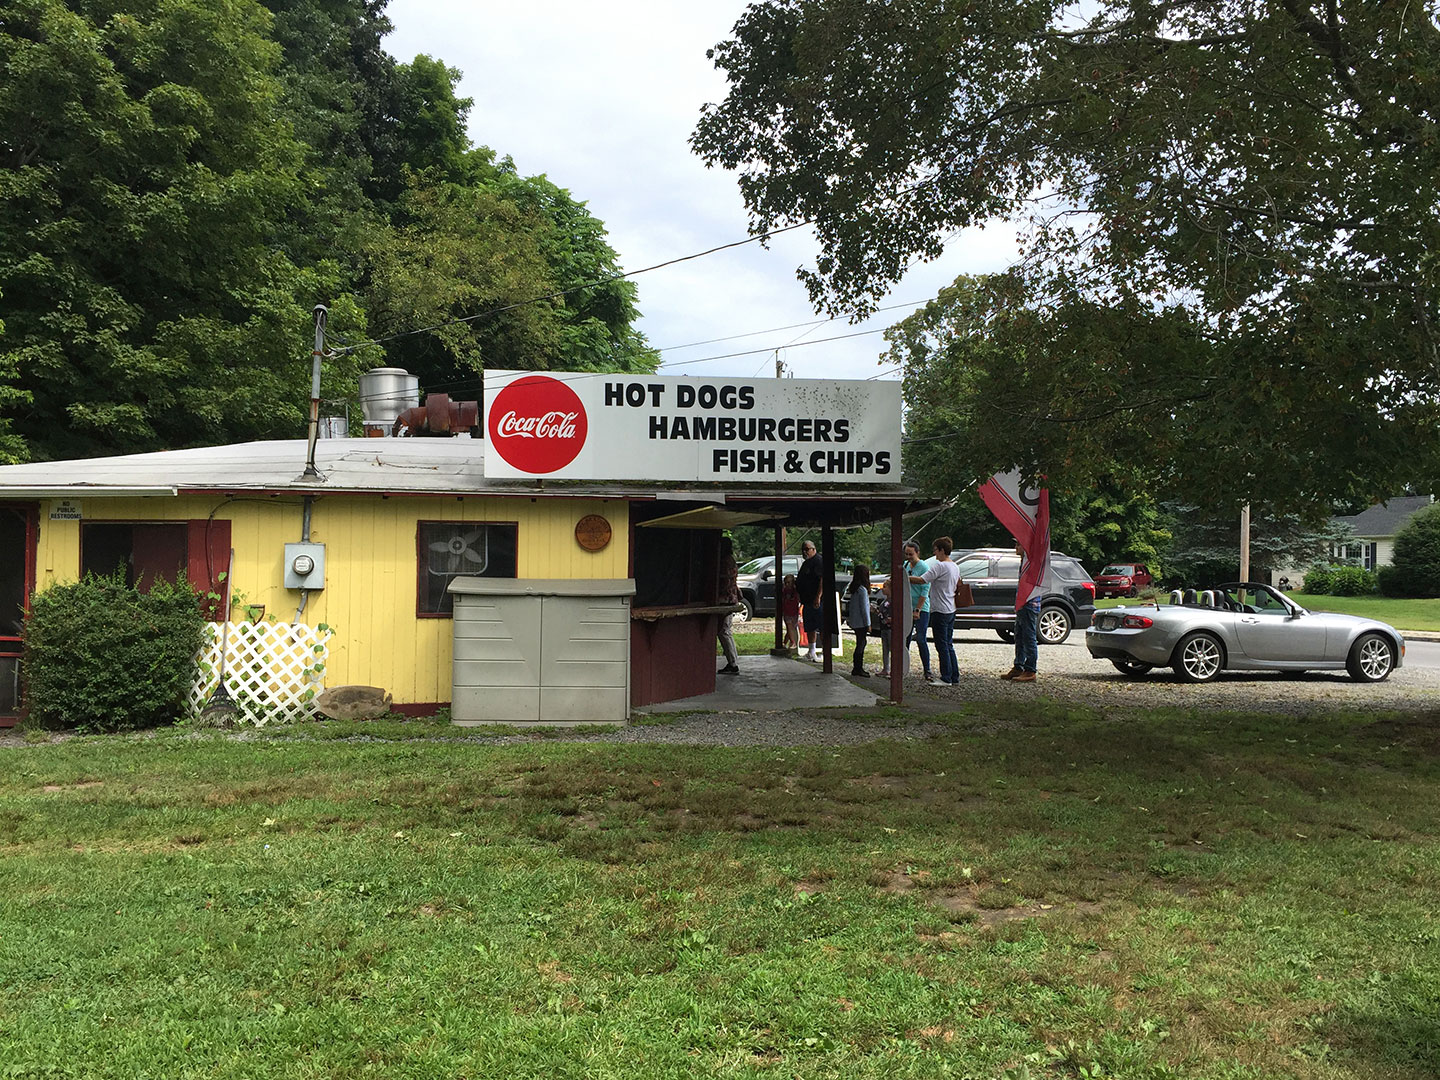 Coca-Cola
HOT DOGS
HAMBURGERS
FISH & CHIPS
NO
PUBLIC
RESTROOMS